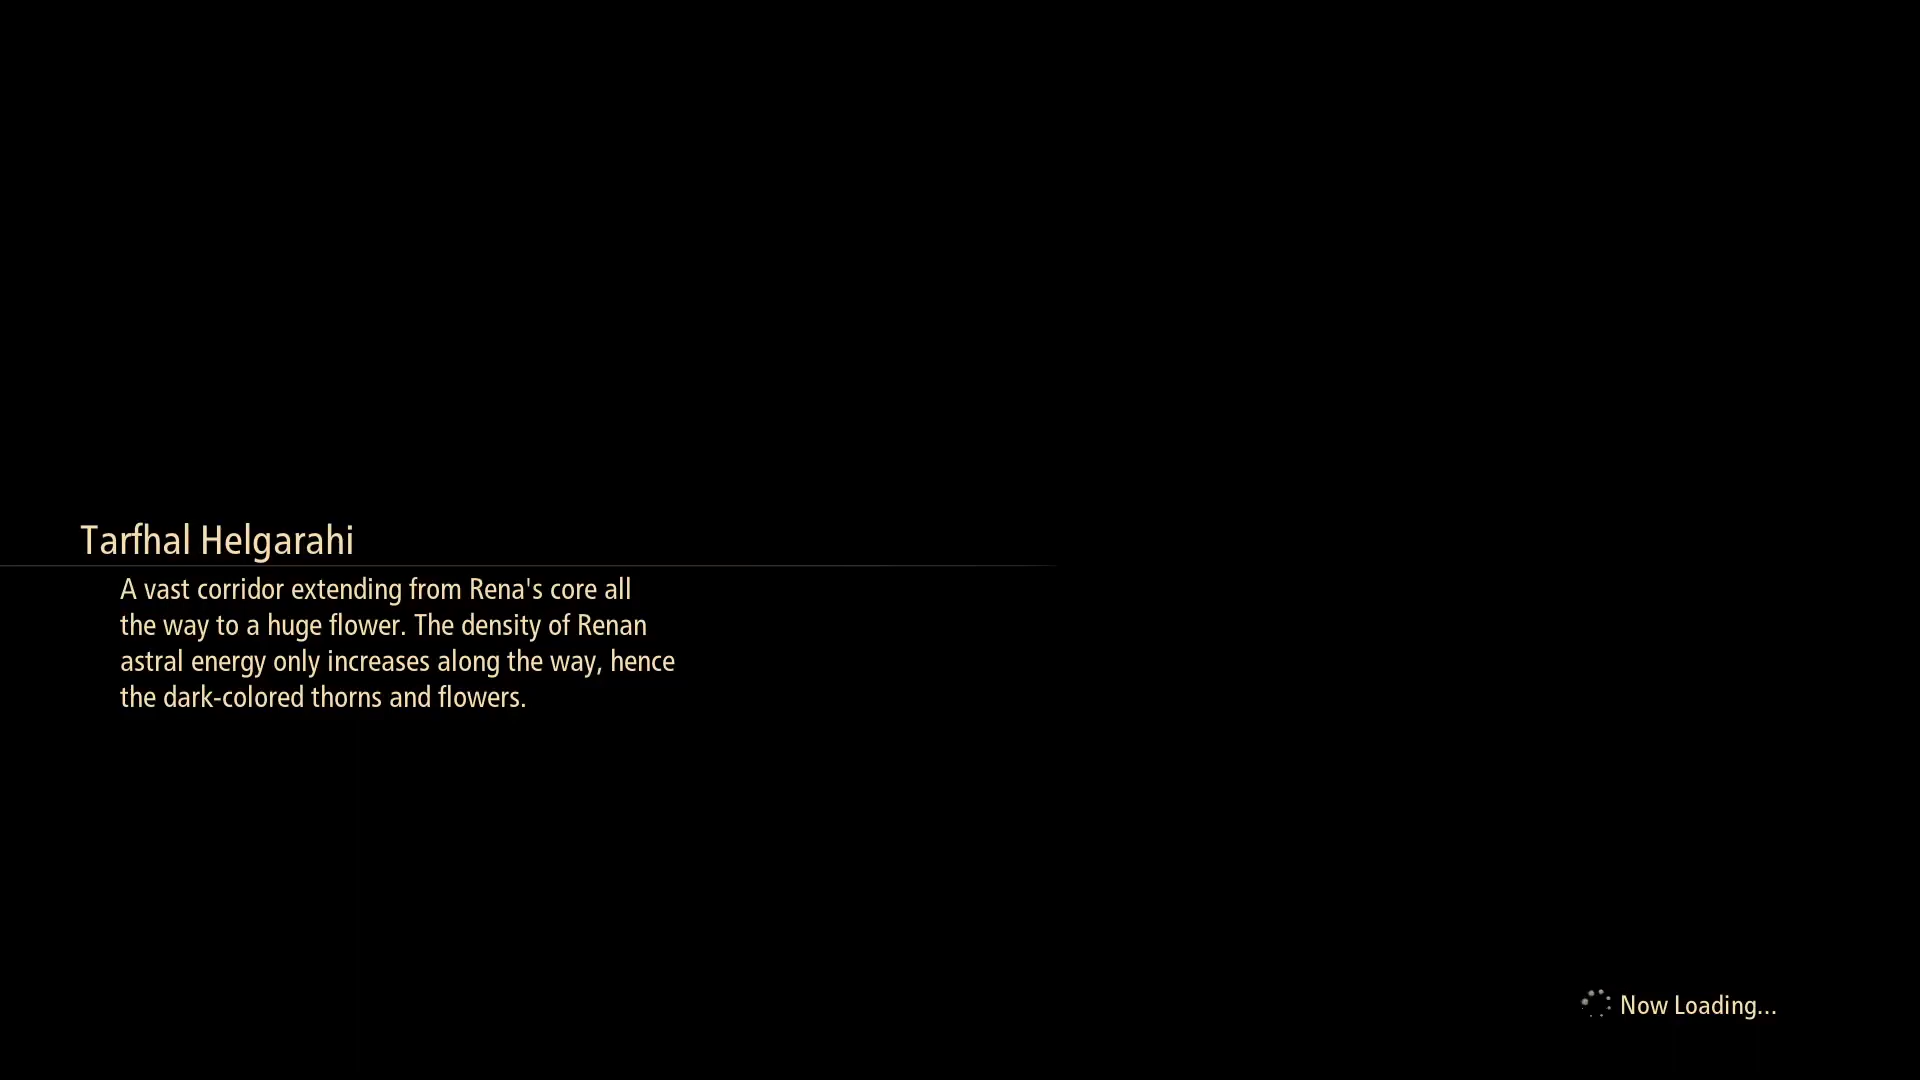 Tarfhal Helgarahi
A vast corridor extending from Rena's core all
the way to a huge flower. The density of Renan
astral energy only increases along the way, hence
the dark-colored thorns and flowers.
Now Loading...